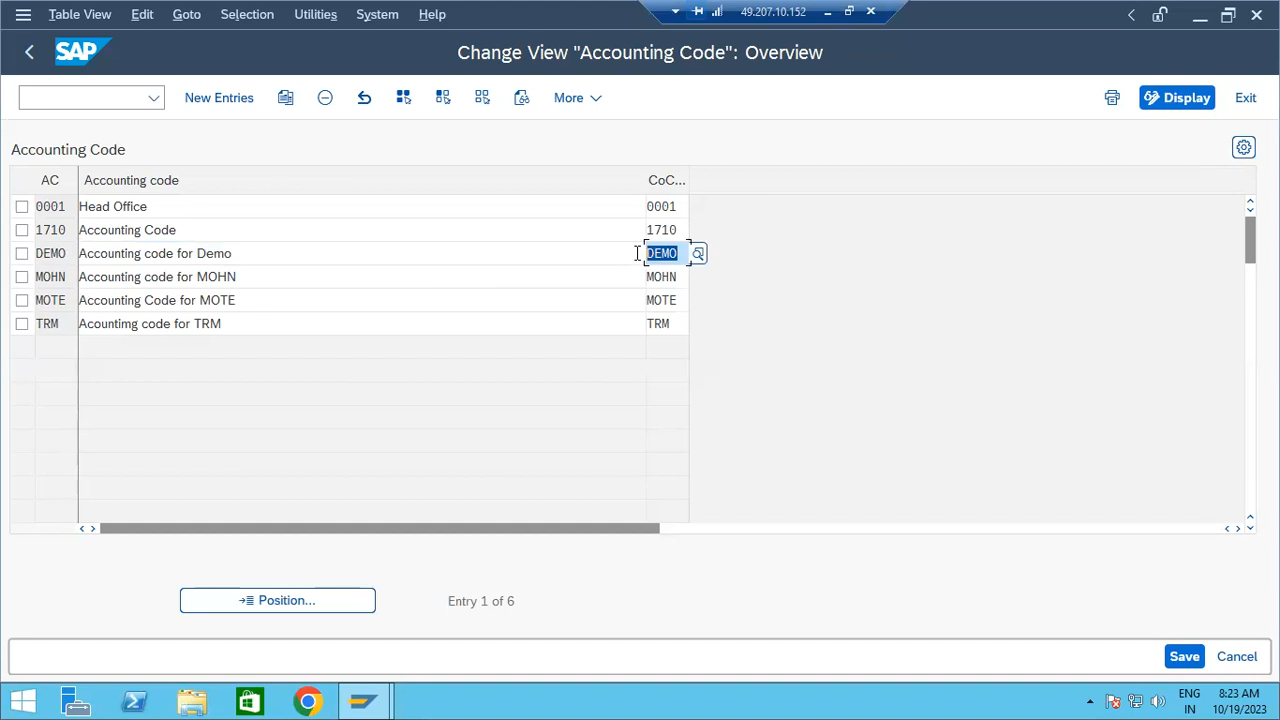 Table View Edit Goto Selection Utilities System Help 49.207.10.152
SAP Change View "Accounting Code": Overview
New Entries More Display Exit
Accounting Code
AC Accounting code CoC...
0001 Head Office 0001
1710 Accounting Code 1710
DEMO Accounting code for Demo DEMO
MOHN Accounting code for MOHN MOHN
MOTE Accounting Code for MOTE MOTE
TRM Acountimg code for TRM TRM
Position... Entry 1 of 6
Save Cancel
ENG 8:23 AM
IN 10/19/2023